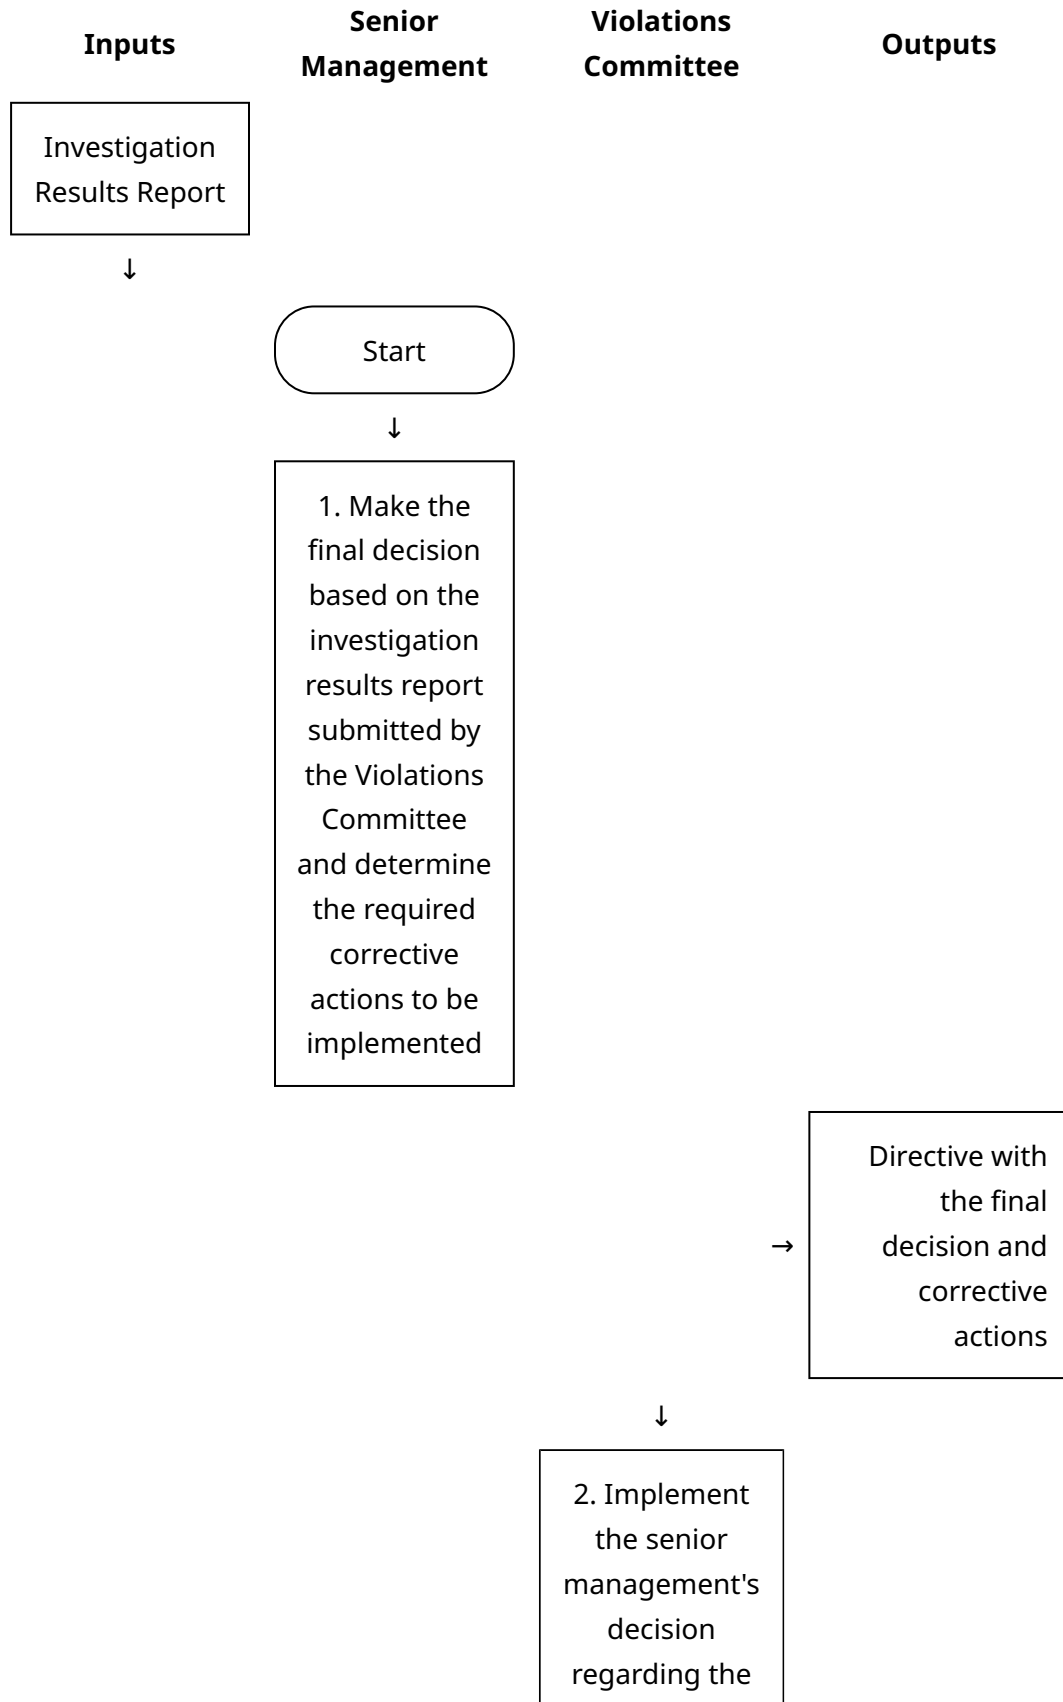 Inputs
Senior
Management
Violations
Committee
Outputs
Investigation
Results Report
↓
Start
↓
1. Make the
final decision
based on the
investigation
results report
submitted by
the Violations
Committee
and determine
the required
corrective
actions to be
implemented
→
Directive with
the final
decision and
corrective
actions
↓
2. Implement
the senior
management's
decision
regarding the